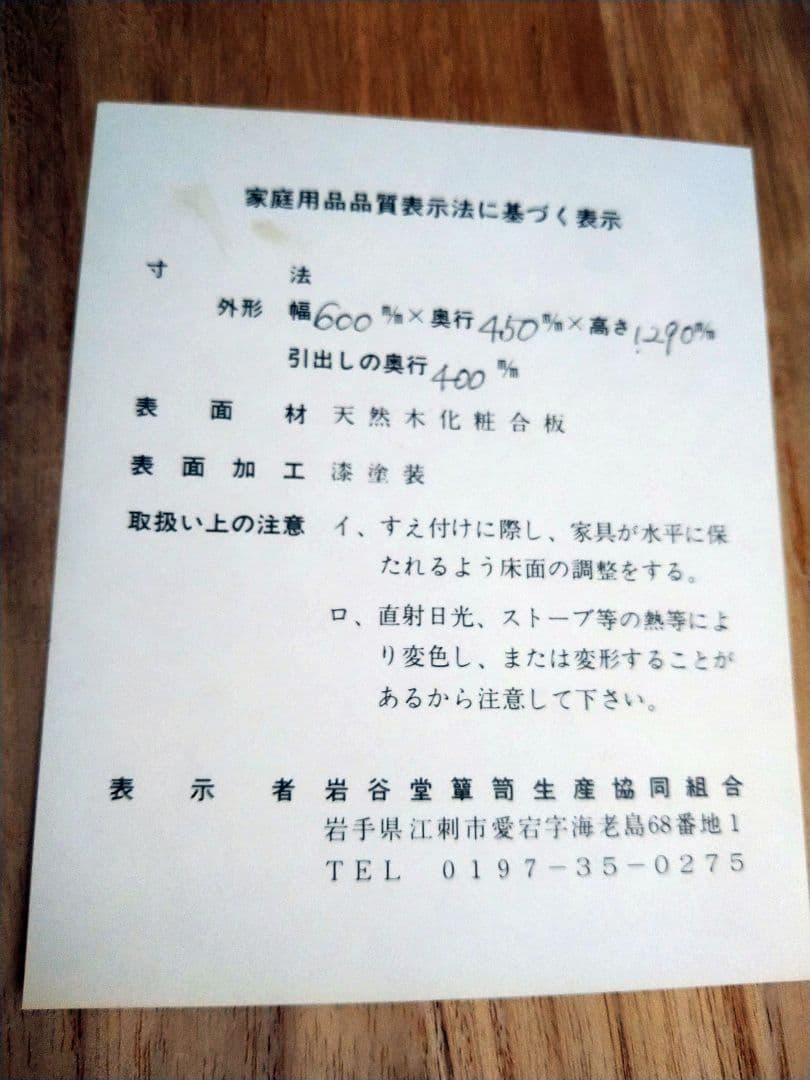 家庭用品品質表示法に基づく表示
寸法
外形 幅600m/m×奥行450m/m×高さ1290m/m
引出しの奥行400m/m
表面材 天然木化粧合板
表面加工 漆塗装
取扱い上の注意 イ、すえ付けに際し、家具が水平に保
たれるよう床面の調整をする。
ロ、直射日光、ストーブ等の熱等によ
り変色し、または変形することが
あるから注意して下さい。
表示者 岩谷堂簞笥生産協同組合
岩手県江刺市愛宕字海老島68番地1
TEL 0197-35-0275